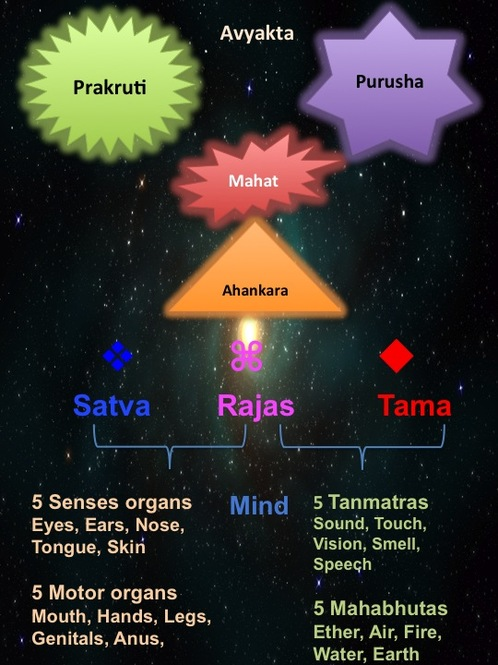 Avyakta
Prakruti
Purusha
Mahat
Ahankara
Satva
Rajas
Tama
5 Senses organs
Eyes, Ears, Nose,
Tongue, Skin
5 Motor organs
Mouth, Hands, Legs,
Genitals, Anus,
Mind
5 Tanmatras
Sound, Touch,
Vision, Smell,
Speech
5 Mahabhutas
Ether, Air, Fire,
Water, Earth